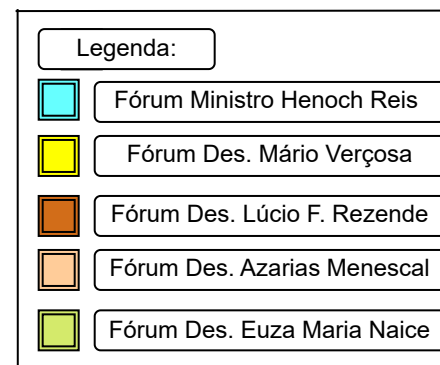 Legenda:
Fórum Ministro Henoch Reis
Fórum Des. Mário Verçosa
Fórum Des. Lúcio F. Rezende
Fórum Des. Azarias Menescal
Fórum Des. Euza Maria Naice